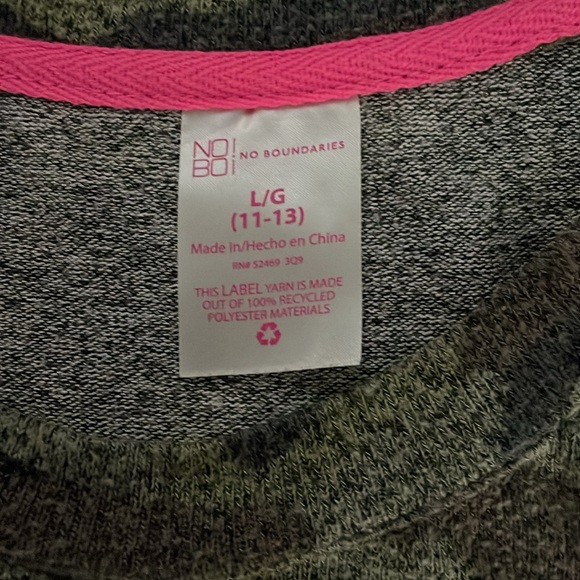 NO
BO
NO BOUNDARIES
L/G
(11-13)
Made in/Hecho en China
RN# 52469 3Q9
THIS LABEL YARN IS MADE
OUT OF 100% RECYCLED
POLYESTER MATERIALS